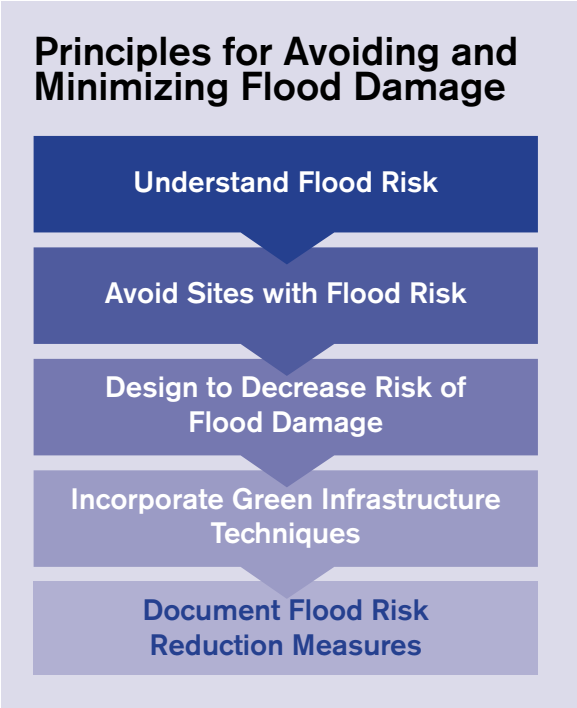 Principles for Avoiding and
Minimizing Flood Damage
Understand Flood Risk
Avoid Sites with Flood Risk
Design to Decrease Risk of
Flood Damage
Incorporate Green Infrastructure
Techniques
Document Flood Risk
Reduction Measures